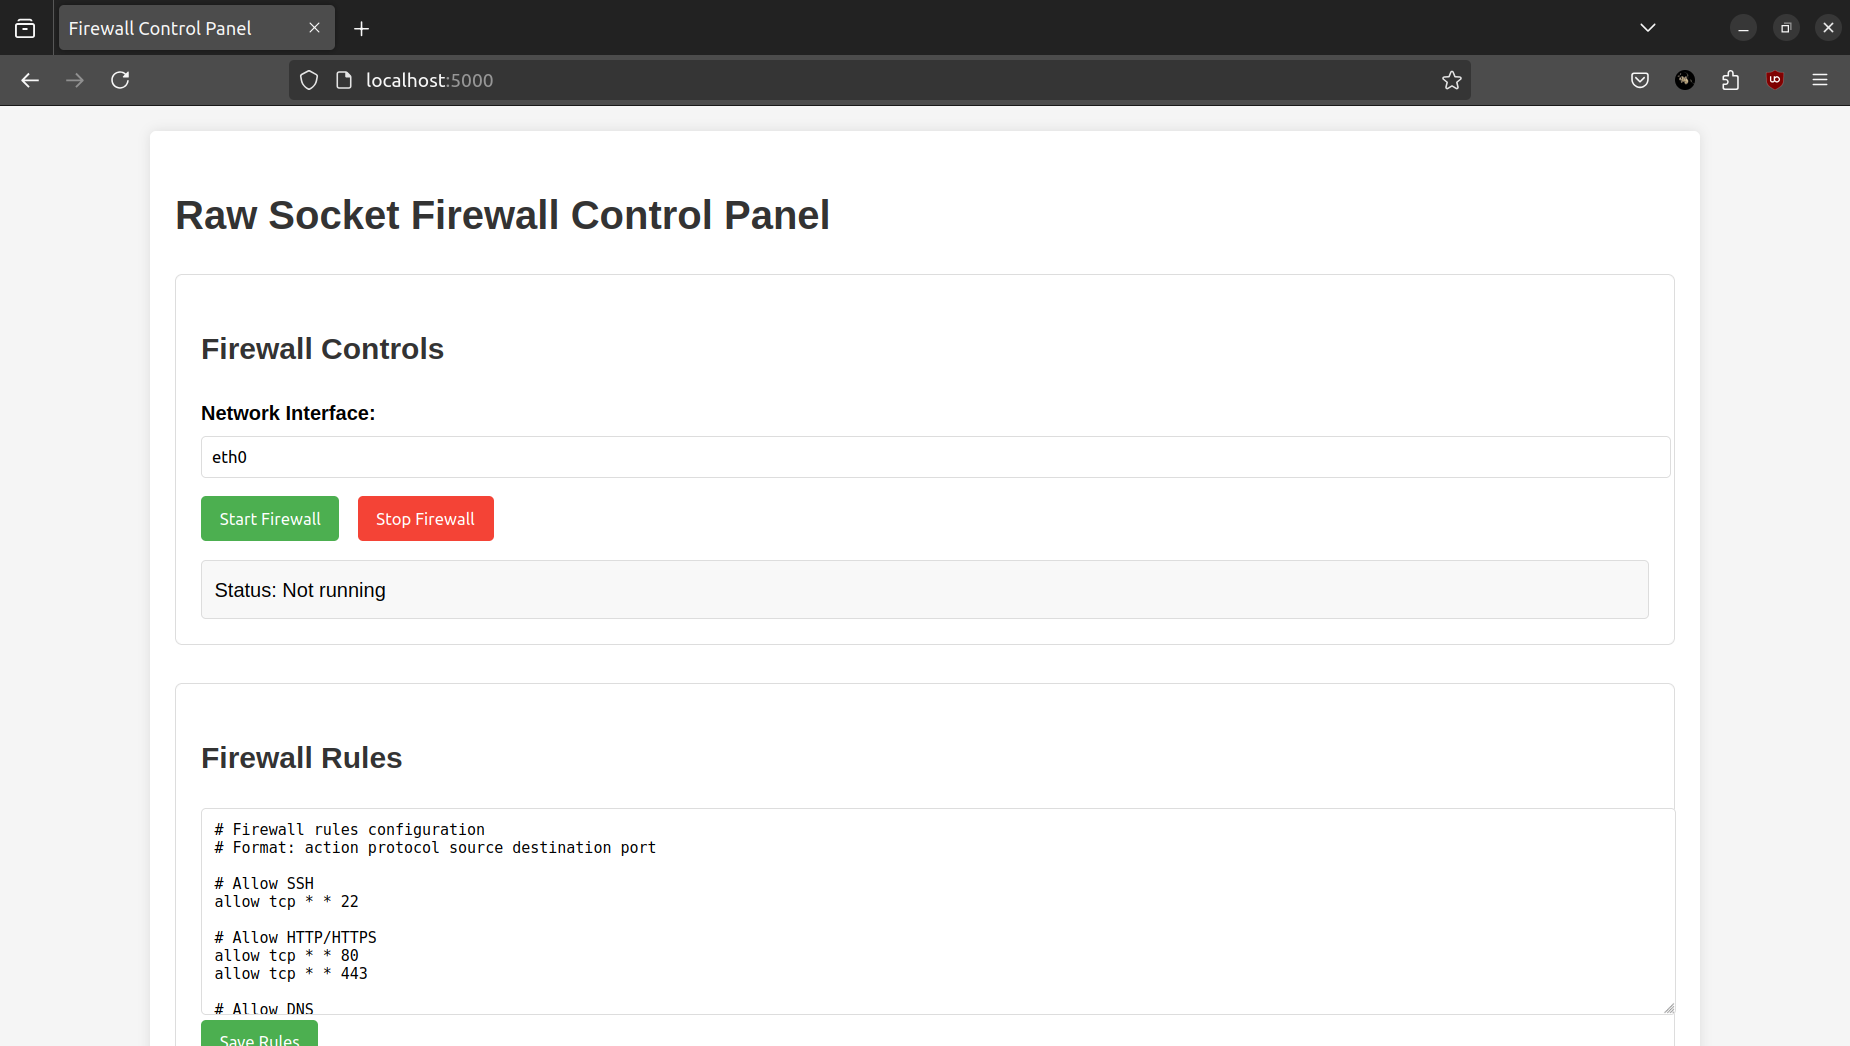 Firewall Control Panel
localhost:5000
Raw Socket Firewall Control Panel
Firewall Controls
Network Interface:
eth0
Start Firewall
Stop Firewall
Status: Not running
Firewall Rules
# Firewall rules configuration
# Format: action protocol source destination port
# Allow SSH
allow tcp * * 22
# Allow HTTP/HTTPS
allow tcp * * 80
allow tcp * * 443
# Allow DNS
Save Rules